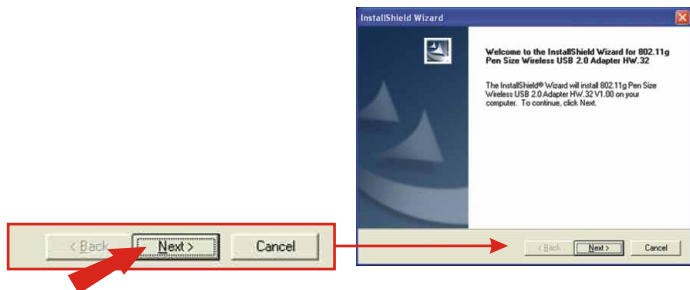 InstallShield Wizard
Welcome to the InstallShield Wizard for 802.11g
Pen Size Wireless USB 2.0 Adapter HW.32
The InstallShield® Wizard will install 802.11g Pen Size
Wireless USB 2.0 Adapter HW.32 V1.00 on your
computer. To continue, click Next.
< Back Next > Cancel
< Back Next > Cancel